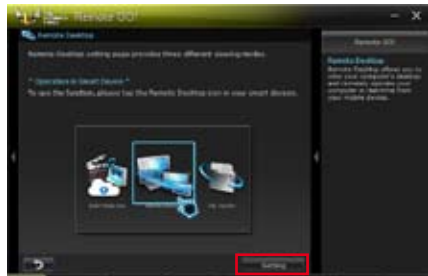 Remote GO!
Remote Desktop
Remote Desktop setting page provides three different viewing modes.
* Operation in Smart Device *
To use the function, please tap the Remote Desktop icon in your smart devices.
Setting
Remote GO!
Remote Desktop
Remote Desktop allows you to
view your computer's desktop
and remotely operate your
computer in real-time from
your mobile device.